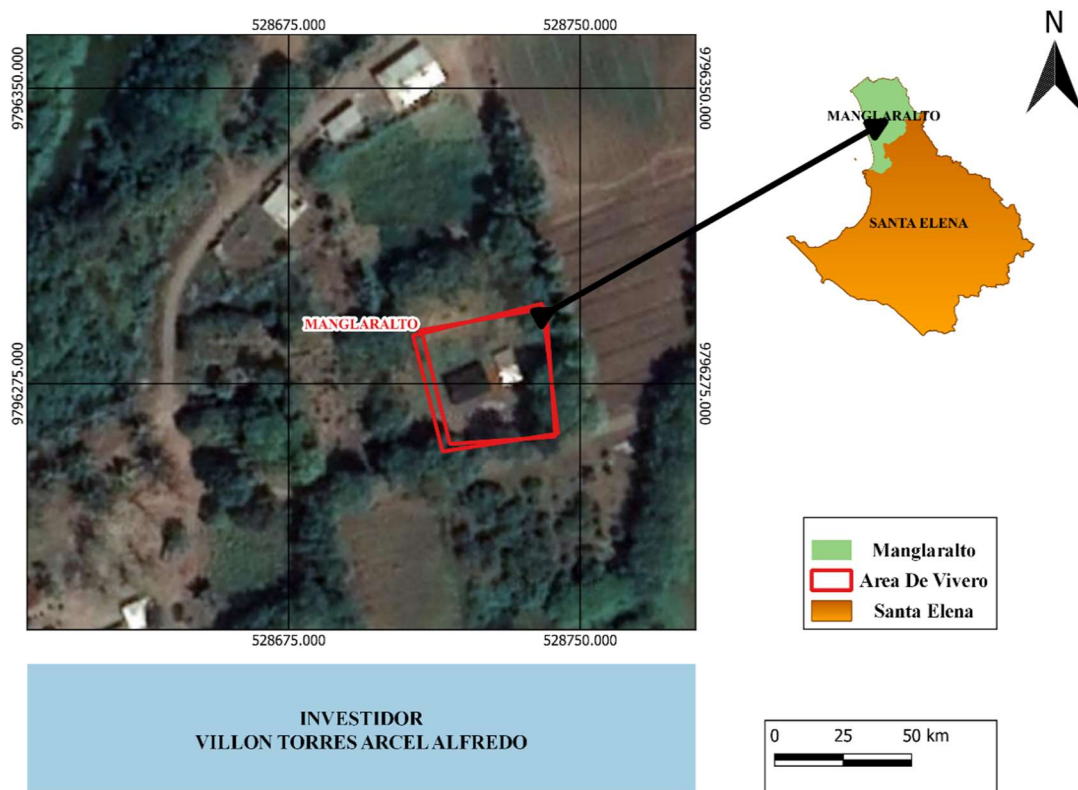 528675.000 528750.000
N
9796350.000 9796350.000
MANGLARALTO
SANTA ELENA
MANGLARALTO
9796275.000 9796275.000
528675.000 528750.000
Manglaralto
Area De Vivero
Santa Elena
INVESTIDOR
VILLON TORRES ARCEL ALFREDO
0 25 50 km